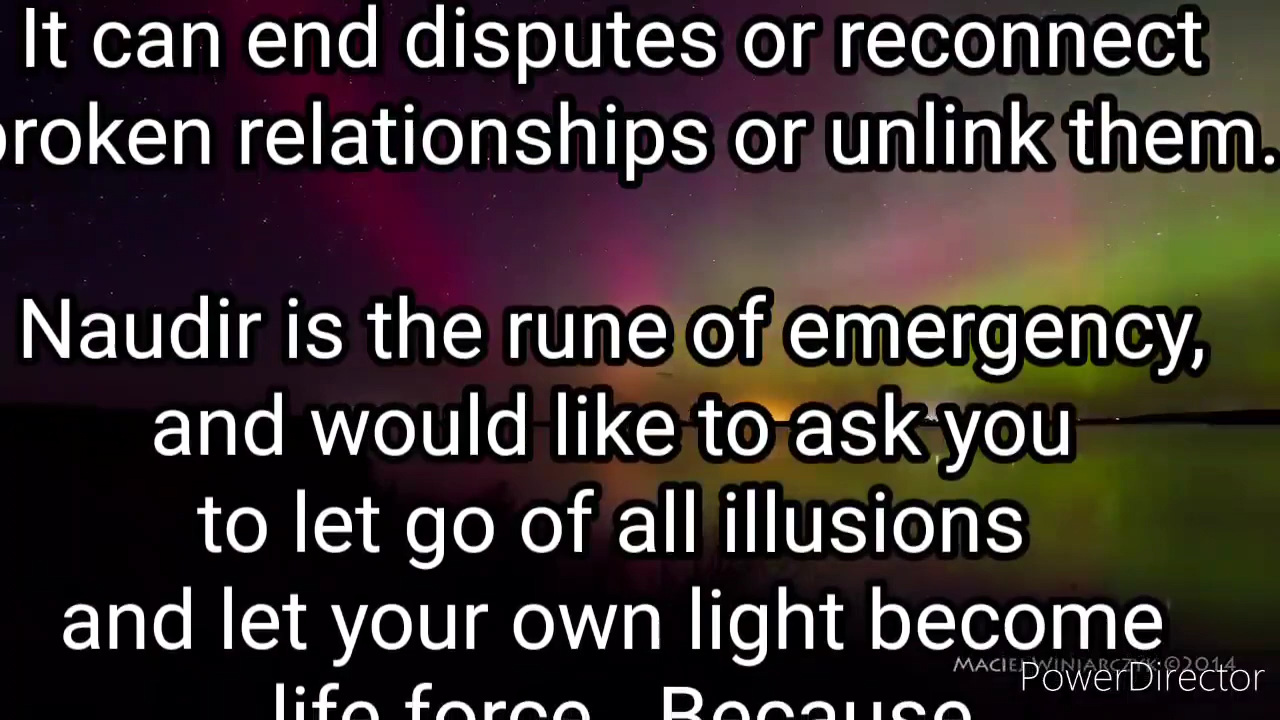 It can end disputes or reconnect
broken relationships or unlink them.
Naudir is the rune of emergency,
and would like to ask you
to let go of all illusions
and let your own light become
MACIEJ WINIARCZYK ©2014
PowerDirector
life force. Because